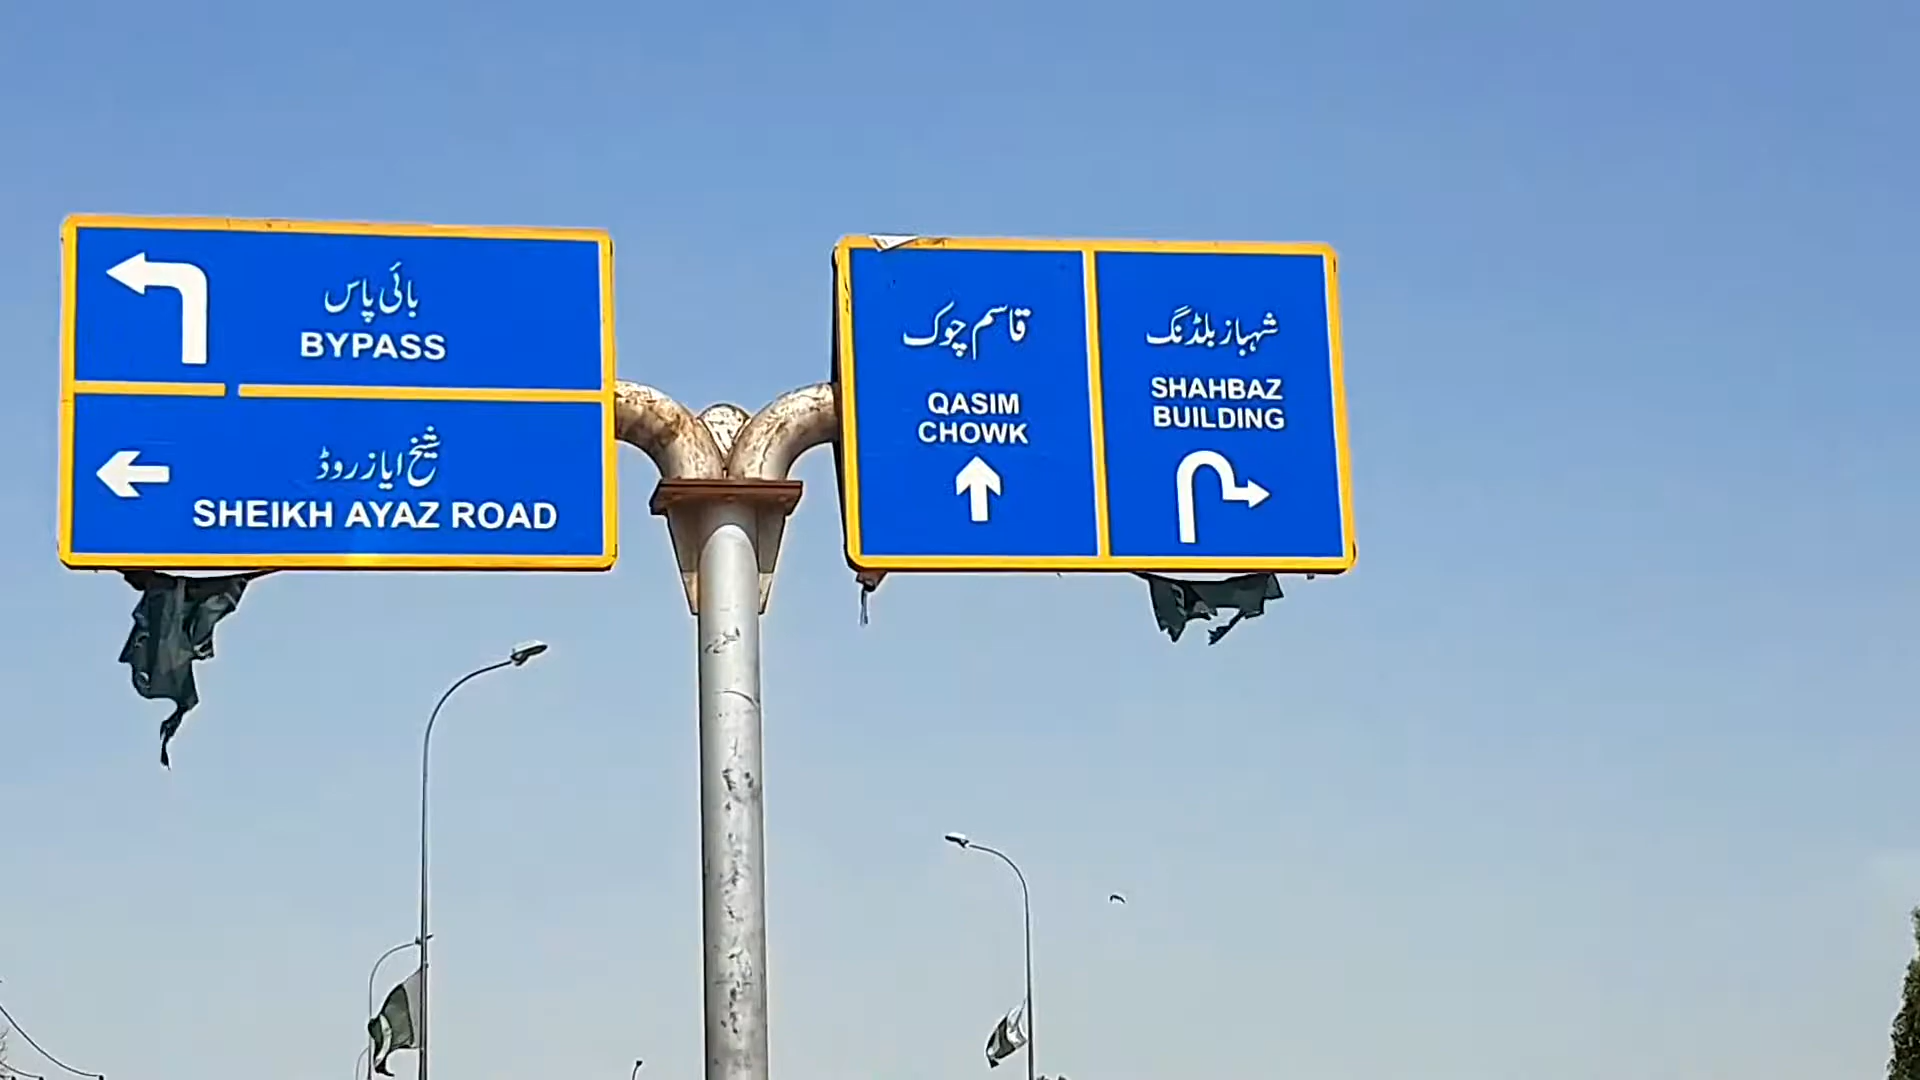 بائی پاس
BYPASS
شیخ ایاز روڈ
SHEIKH AYAZ ROAD
قاسم چوک
QASIM
CHOWK
شہباز بلڈنگ
SHAHBAZ
BUILDING